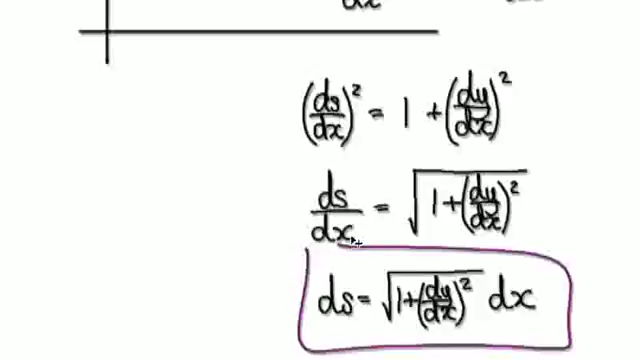 dx
(ds/dx)² = 1 + (dy/dx)²
ds/dx = √(1+(dy/dx)²)
ds = √(1+(dy/dx)²) dx